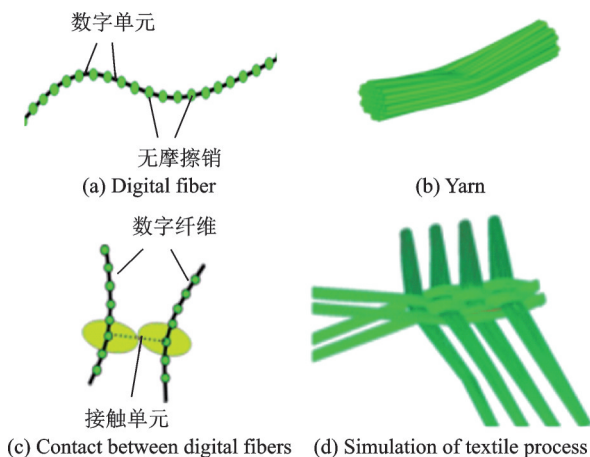 数字单元
无摩擦销
(a) Digital fiber
(b) Yarn
数字纤维
接触单元
(c) Contact between digital fibers
(d) Simulation of textile process